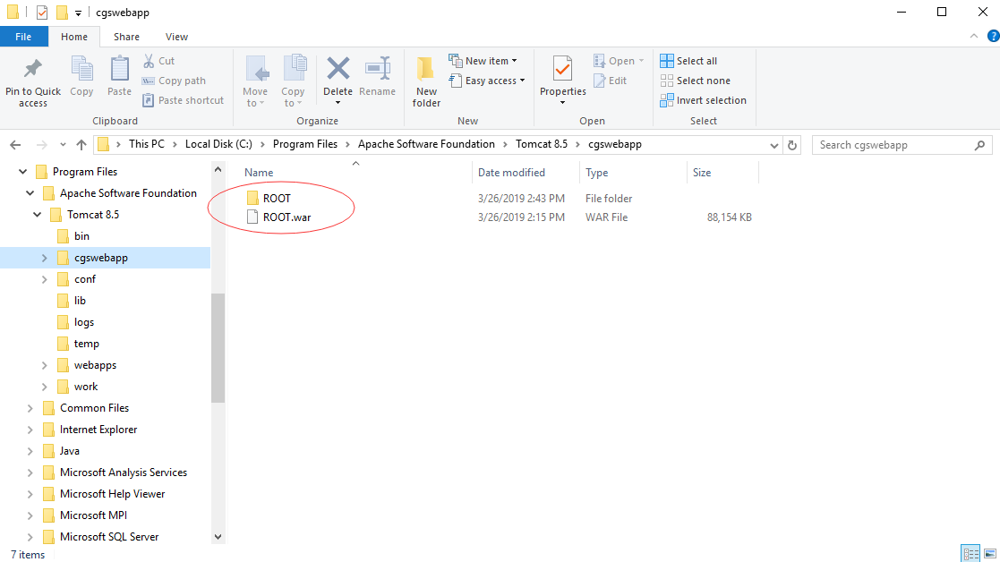 cgswebapp
File Home Share View
Pin to Quick access
Copy
Paste
Cut
Copy path
Paste shortcut
Clipboard
Move to
Copy to
Delete
Rename
Organize
New folder
New item
Easy access
New
Properties
Open
Edit
Open
Select all
Select none
Invert selection
Select
This PC Local Disk (C:) Program Files Apache Software Foundation Tomcat 8.5 cgswebapp
Search cgswebapp
Program Files
Apache Software Foundation
Tomcat 8.5
bin
cgswebapp
conf
lib
logs
temp
webapps
work
Common Files
Internet Explorer
Java
Microsoft Analysis Services
Microsoft Help Viewer
Microsoft MPI
Microsoft SQL Server
Name Date modified Type Size
ROOT 3/26/2019 2:43 PM File folder
ROOT.war 3/26/2019 2:15 PM WAR File 88,154 KB
7 items